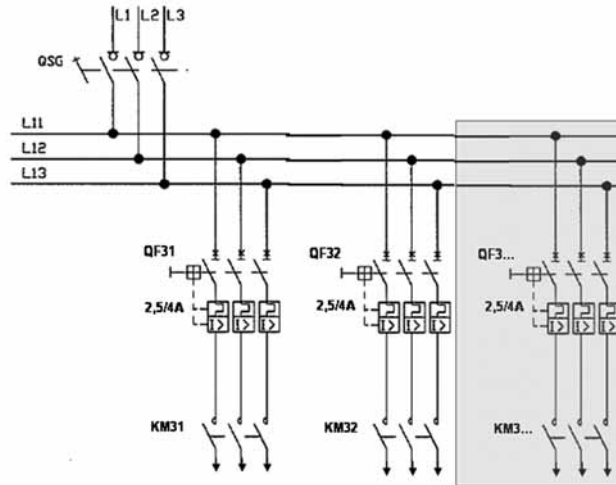 L1 L2 L3
QSG
L11
L12
L13
QF31 QF32 QF3...
2,5/4A 2,5/4A 2,5/4A
I> I> I> I> I> I> I> I> I>
KM31 KM32 KM3...